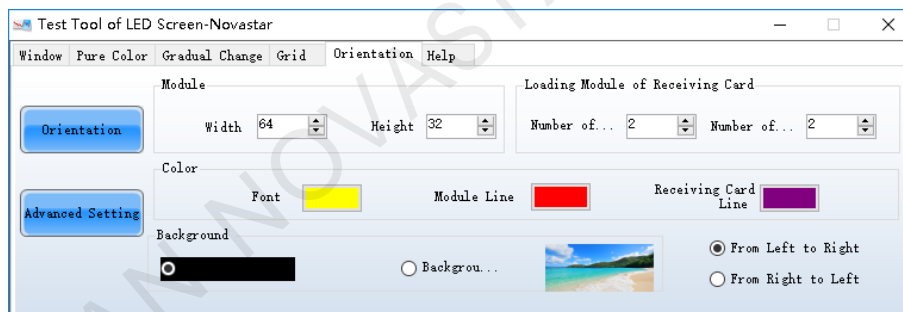 Test Tool of LED Screen-Novastar
Window Pure Color Gradual Change Grid Orientation Help
Module
Loading Module of Receiving Card
Orientation
Width 64 Height 32
Number of... 2 Number of... 2
Color
Font
Module Line
Receiving Card
Line
Advanced Setting
Background
Backgrou...
From Left to Right
From Right to Left
AN NOVASTA